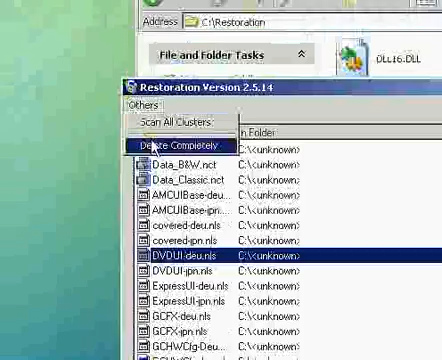 Address C:\Restoration
File and Folder Tasks
DLL16.DLL
Restoration Version 2.5.14
Others
Scan All Clusters
Delete Completely
n Folder
C:\<unknown>
Data_B&W.nct C:\<unknown>
Data_Classic.nct C:\<unknown>
AMCUIBase-deu... C:\<unknown>
AMCUIBase-jpn... C:\<unknown>
covered-deu.nls C:\<unknown>
covered-jpn.nls C:\<unknown>
DVDUI-deu.nls C:\<unknown>
DVDUI-jpn.nls C:\<unknown>
ExpressUI-deu.nls C:\<unknown>
ExpressUI-jpn.nls C:\<unknown>
GCFX-deu.nls C:\<unknown>
GCFX-jpn.nls C:\<unknown>
GCHWCfg-Deu... C:\<unknown>